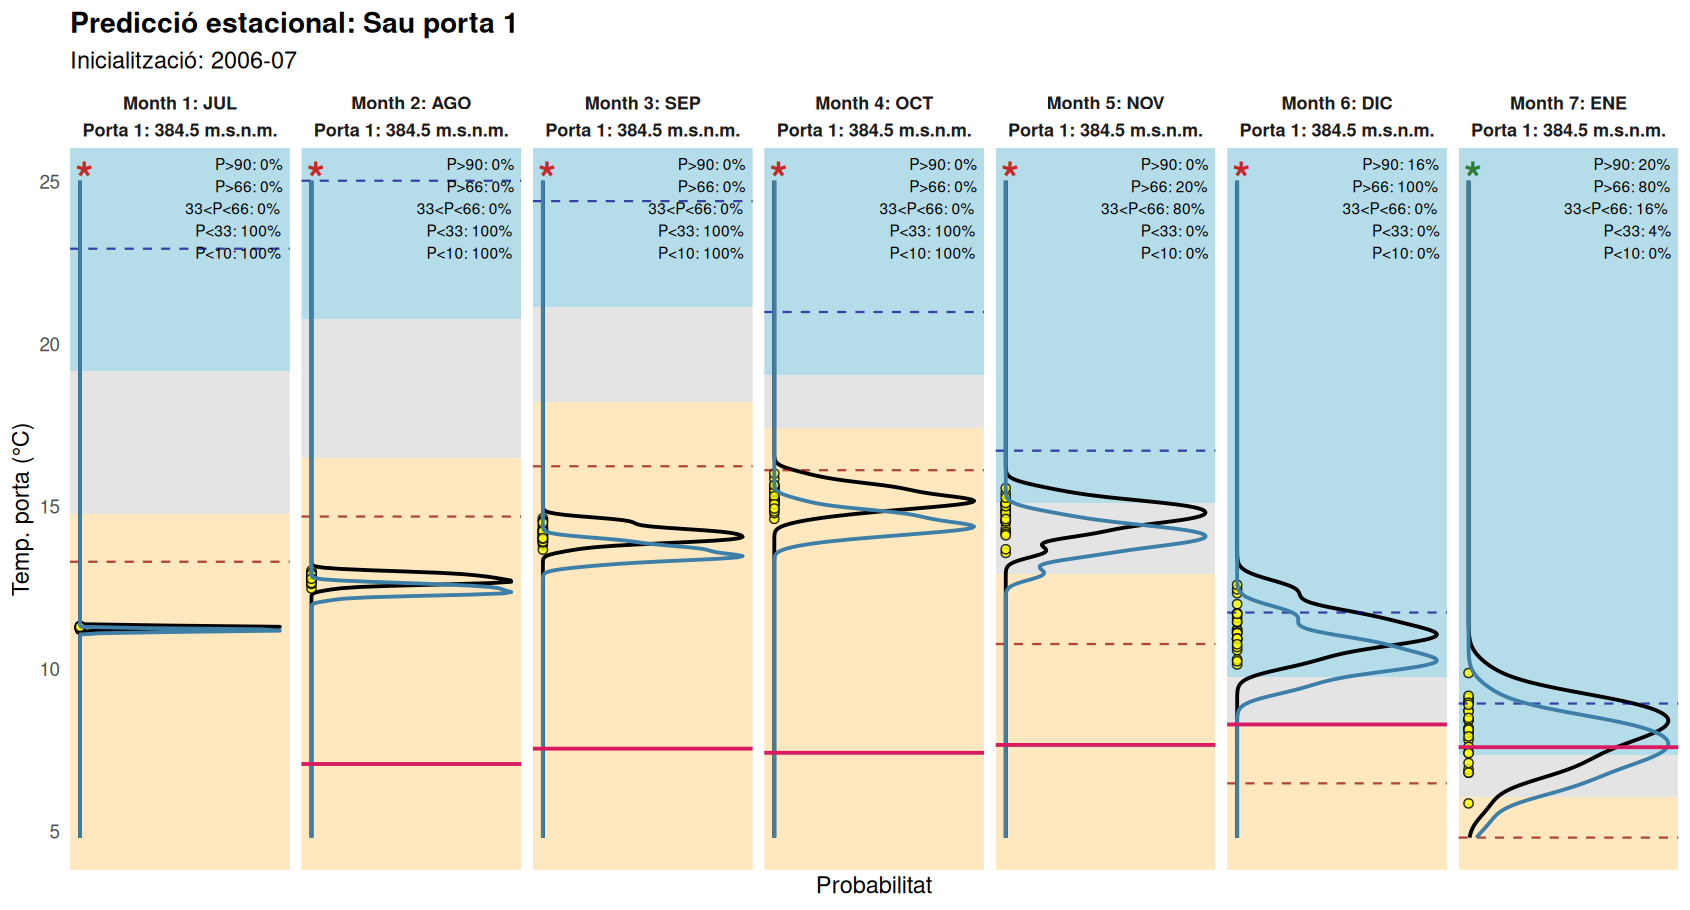 Predicció estacional: Sau porta 1
Inicialització: 2006-07
Month 1: JUL
Porta 1: 384.5 m.s.n.m.
Month 2: AGO
Porta 1: 384.5 m.s.n.m.
Month 3: SEP
Porta 1: 384.5 m.s.n.m.
Month 4: OCT
Porta 1: 384.5 m.s.n.m.
Month 5: NOV
Porta 1: 384.5 m.s.n.m.
Month 6: DIC
Porta 1: 384.5 m.s.n.m.
Month 7: ENE
Porta 1: 384.5 m.s.n.m.
Temp. porta (°C)
25
20
15
10
5
*
P>90: 0%
P>66: 0%
33<P<66: 0%
P<33: 100%
P<10: 100%
*
P>90: 0%
P>66: 0%
33<P<66: 0%
P<33: 100%
P<10: 100%
*
P>90: 0%
P>66: 0%
33<P<66: 0%
P<33: 100%
P<10: 100%
*
P>90: 0%
P>66: 0%
33<P<66: 0%
P<33: 100%
P<10: 100%
*
P>90: 0%
P>66: 20%
33<P<66: 80%
P<33: 0%
P<10: 0%
*
P>90: 16%
P>66: 100%
33<P<66: 0%
P<33: 0%
P<10: 0%
*
P>90: 20%
P>66: 80%
33<P<66: 16%
P<33: 4%
P<10: 0%
Probabilitat